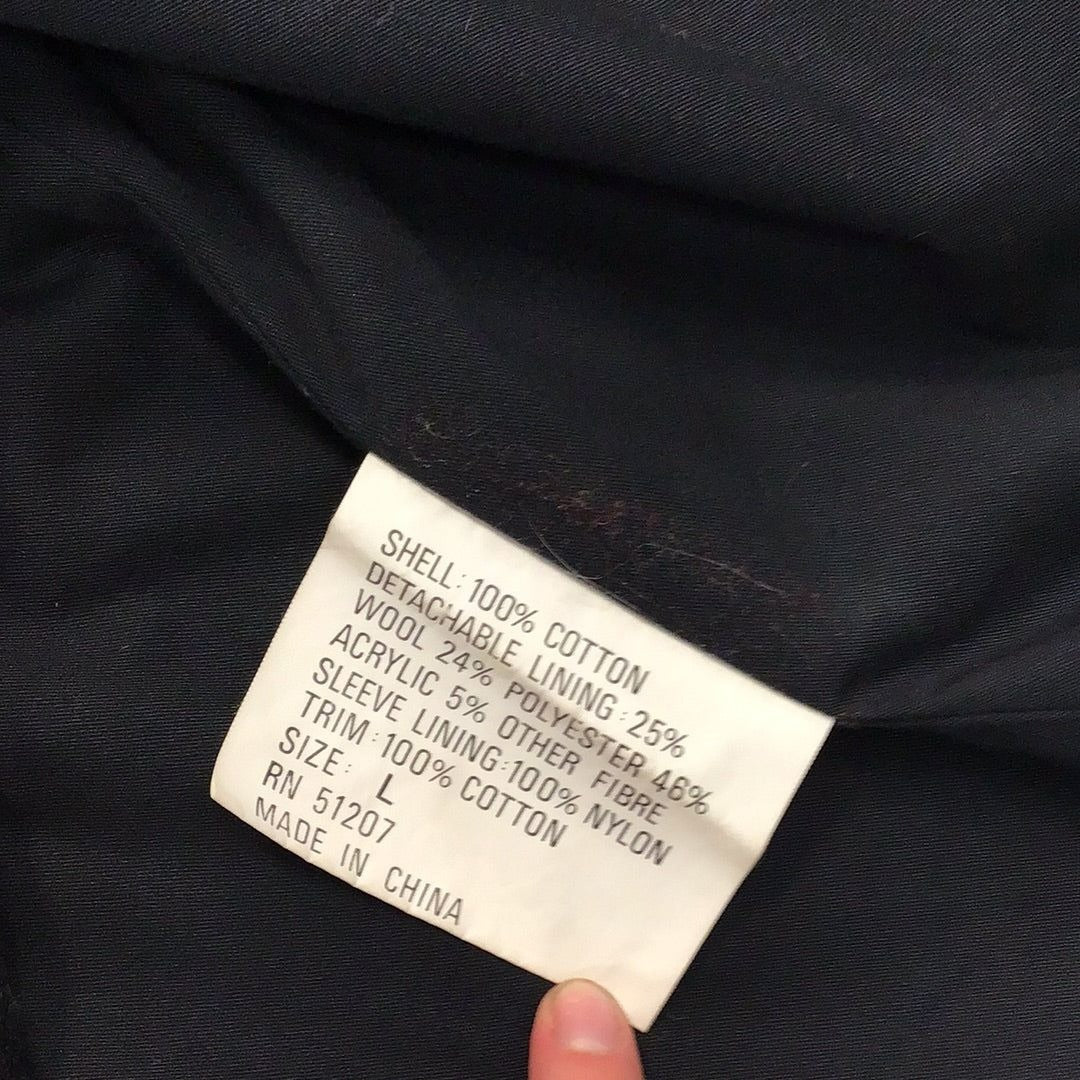 SHELL: 100% COTTON
DETACHABLE LINING: 25%
WOOL 24% POLYESTER 46%
ACRYLIC 5% OTHER FIBRE
SLEEVE LINING: 100% NYLON
TRIM: 100% COTTON
SIZE: L
RN 51207
MADE IN CHINA